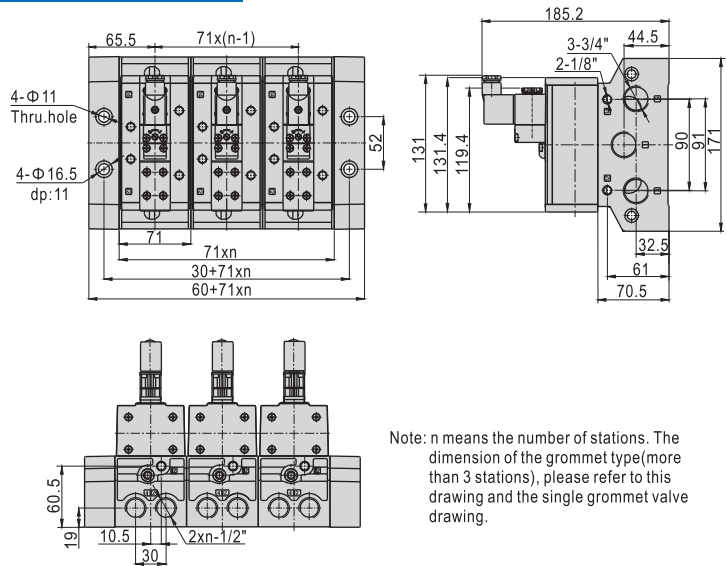 65.5
71x(n-1)
4-Φ11
Thru.hole
4-Φ16.5
dp:11
52
71
71xn
30+71xn
60+71xn
185.2
44.5
3-3/4"
2-1/8"
131
131.4
119.4
90
91
171
32.5
61
70.5
60.5
19
10.5
30
2xn-1/2"
Note: n means the number of stations. The
dimension of the grommet type(more
than 3 stations), please refer to this
drawing and the single grommet valve
drawing.